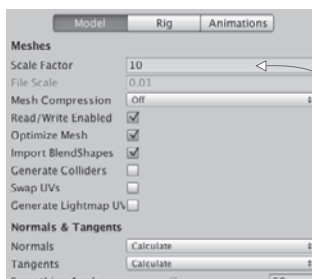 Model Rig Animations
Meshes
Scale Factor 10
File Scale 0.01
Mesh Compression Off
Read/Write Enabled
Optimize Mesh
Import BlendShapes
Generate Colliders
Swap UVs
Generate Lightmap UV
Normals & Tangents
Normals Calculate
Tangents Calculate